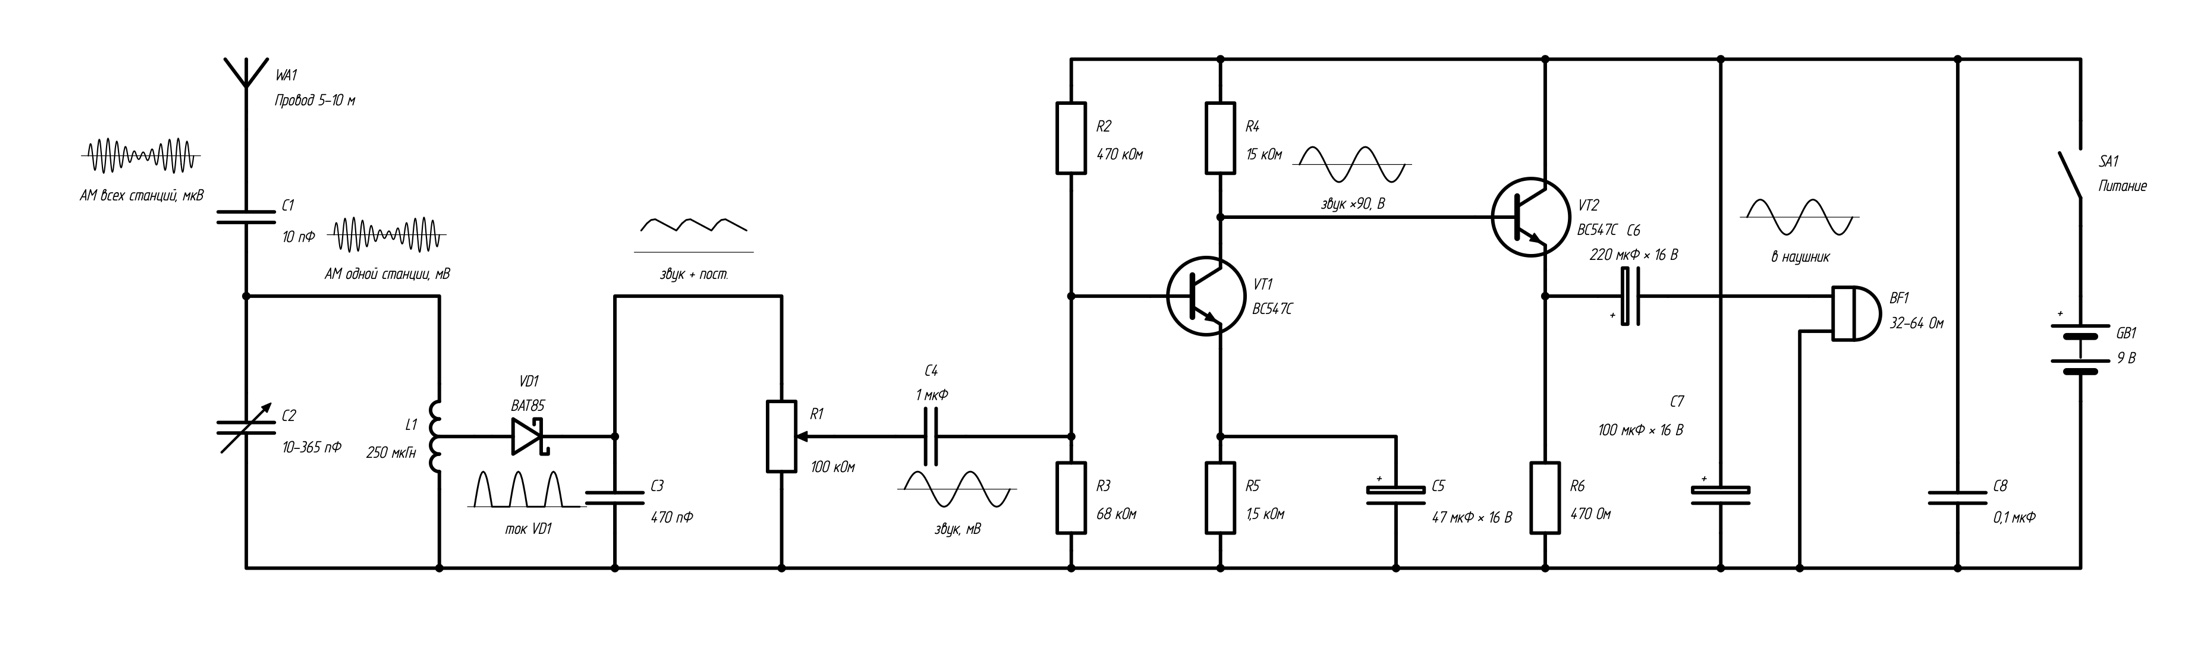 WA1
Провод 5–10 м
АМ всех станций, мкВ
C1
10 пФ
АМ одной станции, мВ
C2
10–365 пФ
L1
250 мкГн
VD1
BAT85
ток VD1
звук + пост.
C3
470 пФ
R1
100 кОм
C4
1 мкФ
звук, мВ
R2
470 кОм
R3
68 кОм
R4
15 кОм
звук ×90, В
VT1
BC547C
R5
1,5 кОм
+
C5
47 мкФ × 16 В
VT2
BC547C
C6
220 мкФ × 16 В
+
R6
470 Ом
C7
100 мкФ × 16 В
+
в наушник
BF1
32–64 Ом
C8
0,1 мкФ
SA1
Питание
+
GB1
9 В